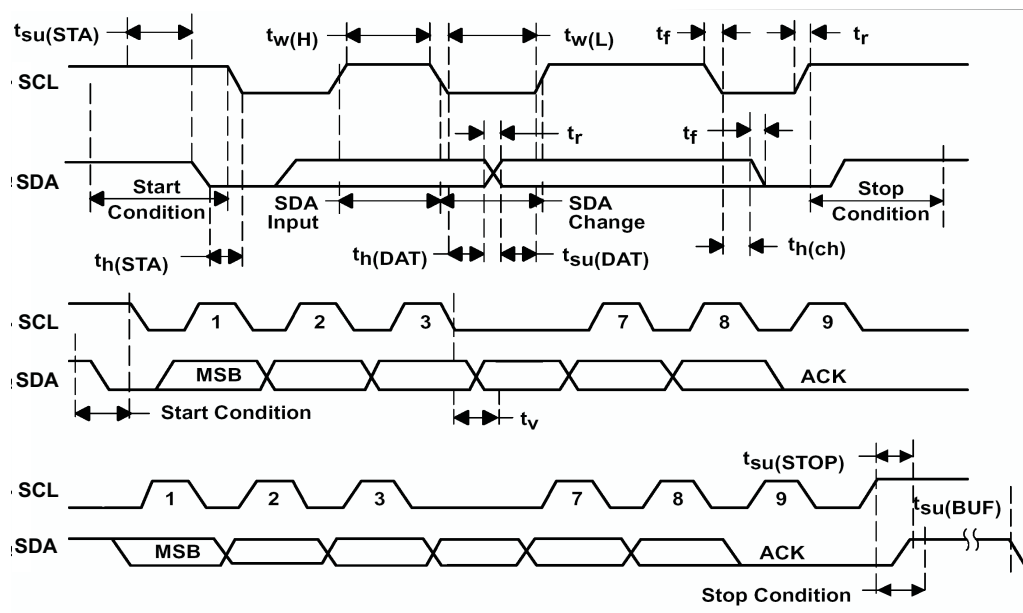 tsu(STA)
tw(H)
tw(L)
tf
tr
SCL
tr
tf
SDA
Start
Condition
SDA
Input
SDA
Change
Stop
Condition
th(STA)
th(DAT)
tsu(DAT)
th(ch)
SCL
1
2
3
7
8
9
SDA
MSB
ACK
Start Condition
tv
tsu(STOP)
SCL
1
2
3
7
8
9
tsu(BUF)
SDA
MSB
ACK
Stop Condition